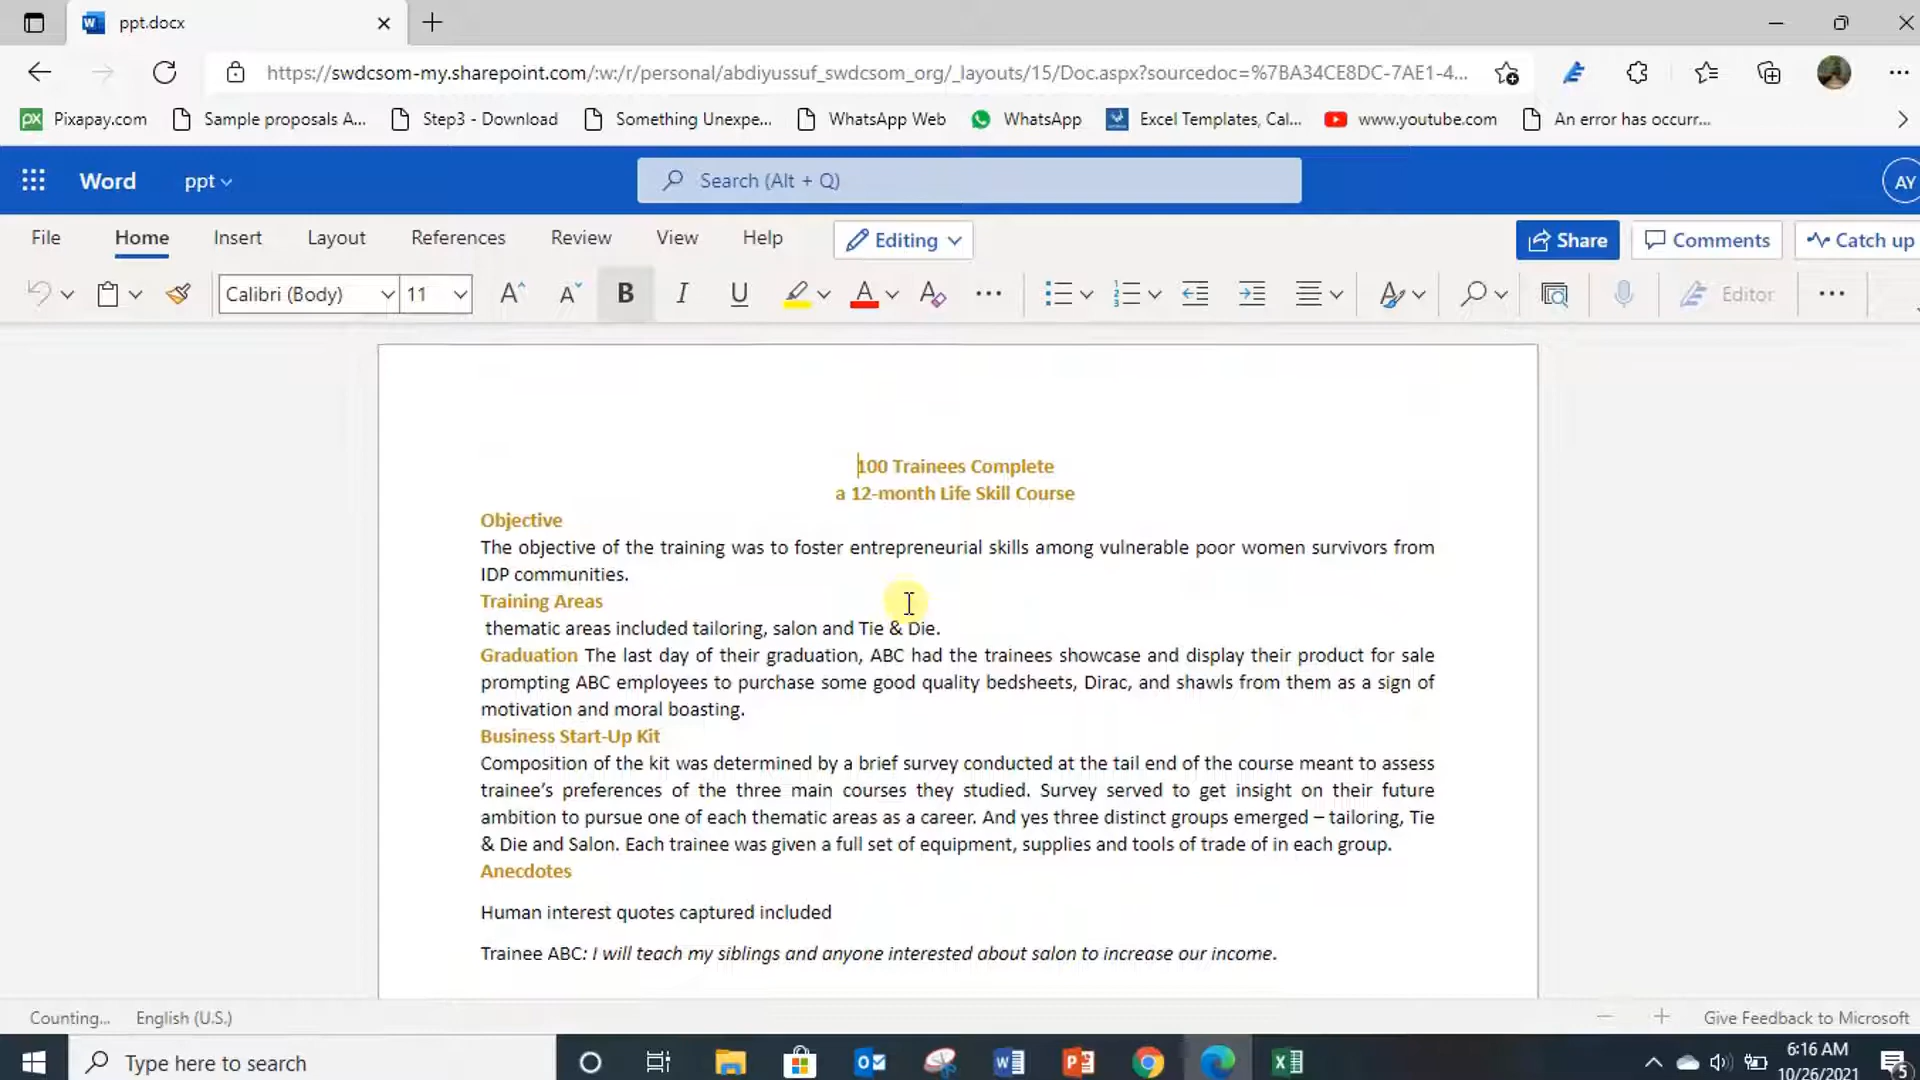 ppt.docx
https://swdcsom-my.sharepoint.com/:w:/r/personal/abdiyussuf_swdcsom_org/_layouts/15/Doc.aspx?sourcedoc=%7BA34CE8DC-7AE1-4...
px Pixapay.com Sample proposals A... Step3 - Download Something Unexpe... WhatsApp Web WhatsApp Excel Templates, Cal... www.youtube.com An error has occurr...
Word ppt Search (Alt + Q) AY
File Home Insert Layout References Review View Help Editing Share Comments Catch up
Calibri (Body) 11 B I U Editor
100 Trainees Complete
a 12-month Life Skill Course
Objective
The objective of the training was to foster entrepreneurial skills among vulnerable poor women survivors from
IDP communities.
Training Areas
thematic areas included tailoring, salon and Tie & Die.
Graduation The last day of their graduation, ABC had the trainees showcase and display their product for sale
prompting ABC employees to purchase some good quality bedsheets, Dirac, and shawls from them as a sign of
motivation and moral boasting.
Business Start-Up Kit
Composition of the kit was determined by a brief survey conducted at the tail end of the course meant to assess
trainee’s preferences of the three main courses they studied. Survey served to get insight on their future
ambition to pursue one of each thematic areas as a career. And yes three distinct groups emerged – tailoring, Tie
& Die and Salon. Each trainee was given a full set of equipment, supplies and tools of trade of in each group.
Anecdotes
Human interest quotes captured included
Trainee ABC: I will teach my siblings and anyone interested about salon to increase our income.
Counting... English (U.S.) Give Feedback to Microsoft
Type here to search 6:16 AM
10/26/2021 5